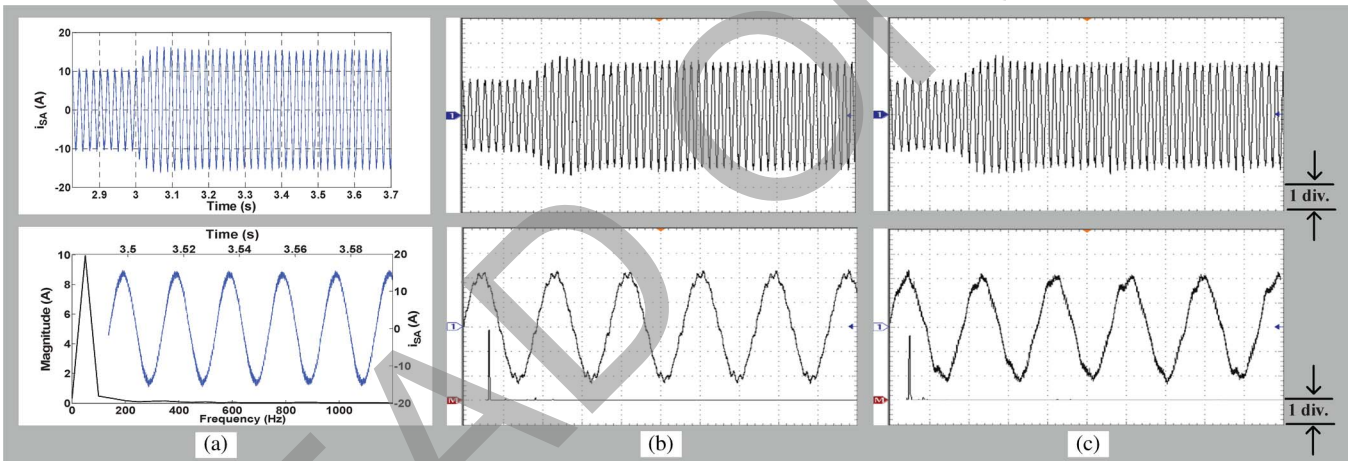 20
10
0
-10
-20
i_SA (A)
2.9 3 3.1 3.2 3.3 3.4 3.5 3.6 3.7
Time (s)
1
1
1 div.
Time (s)
3.5 3.52 3.54 3.56 3.58
10
8
6
4
2
0
Magnitude (A)
20
10
0
-10
-20
i_SA (A)
0 200 400 600 800 1000
Frequency (Hz)
1
M
1
M
1 div.
(a)
(b)
(c)